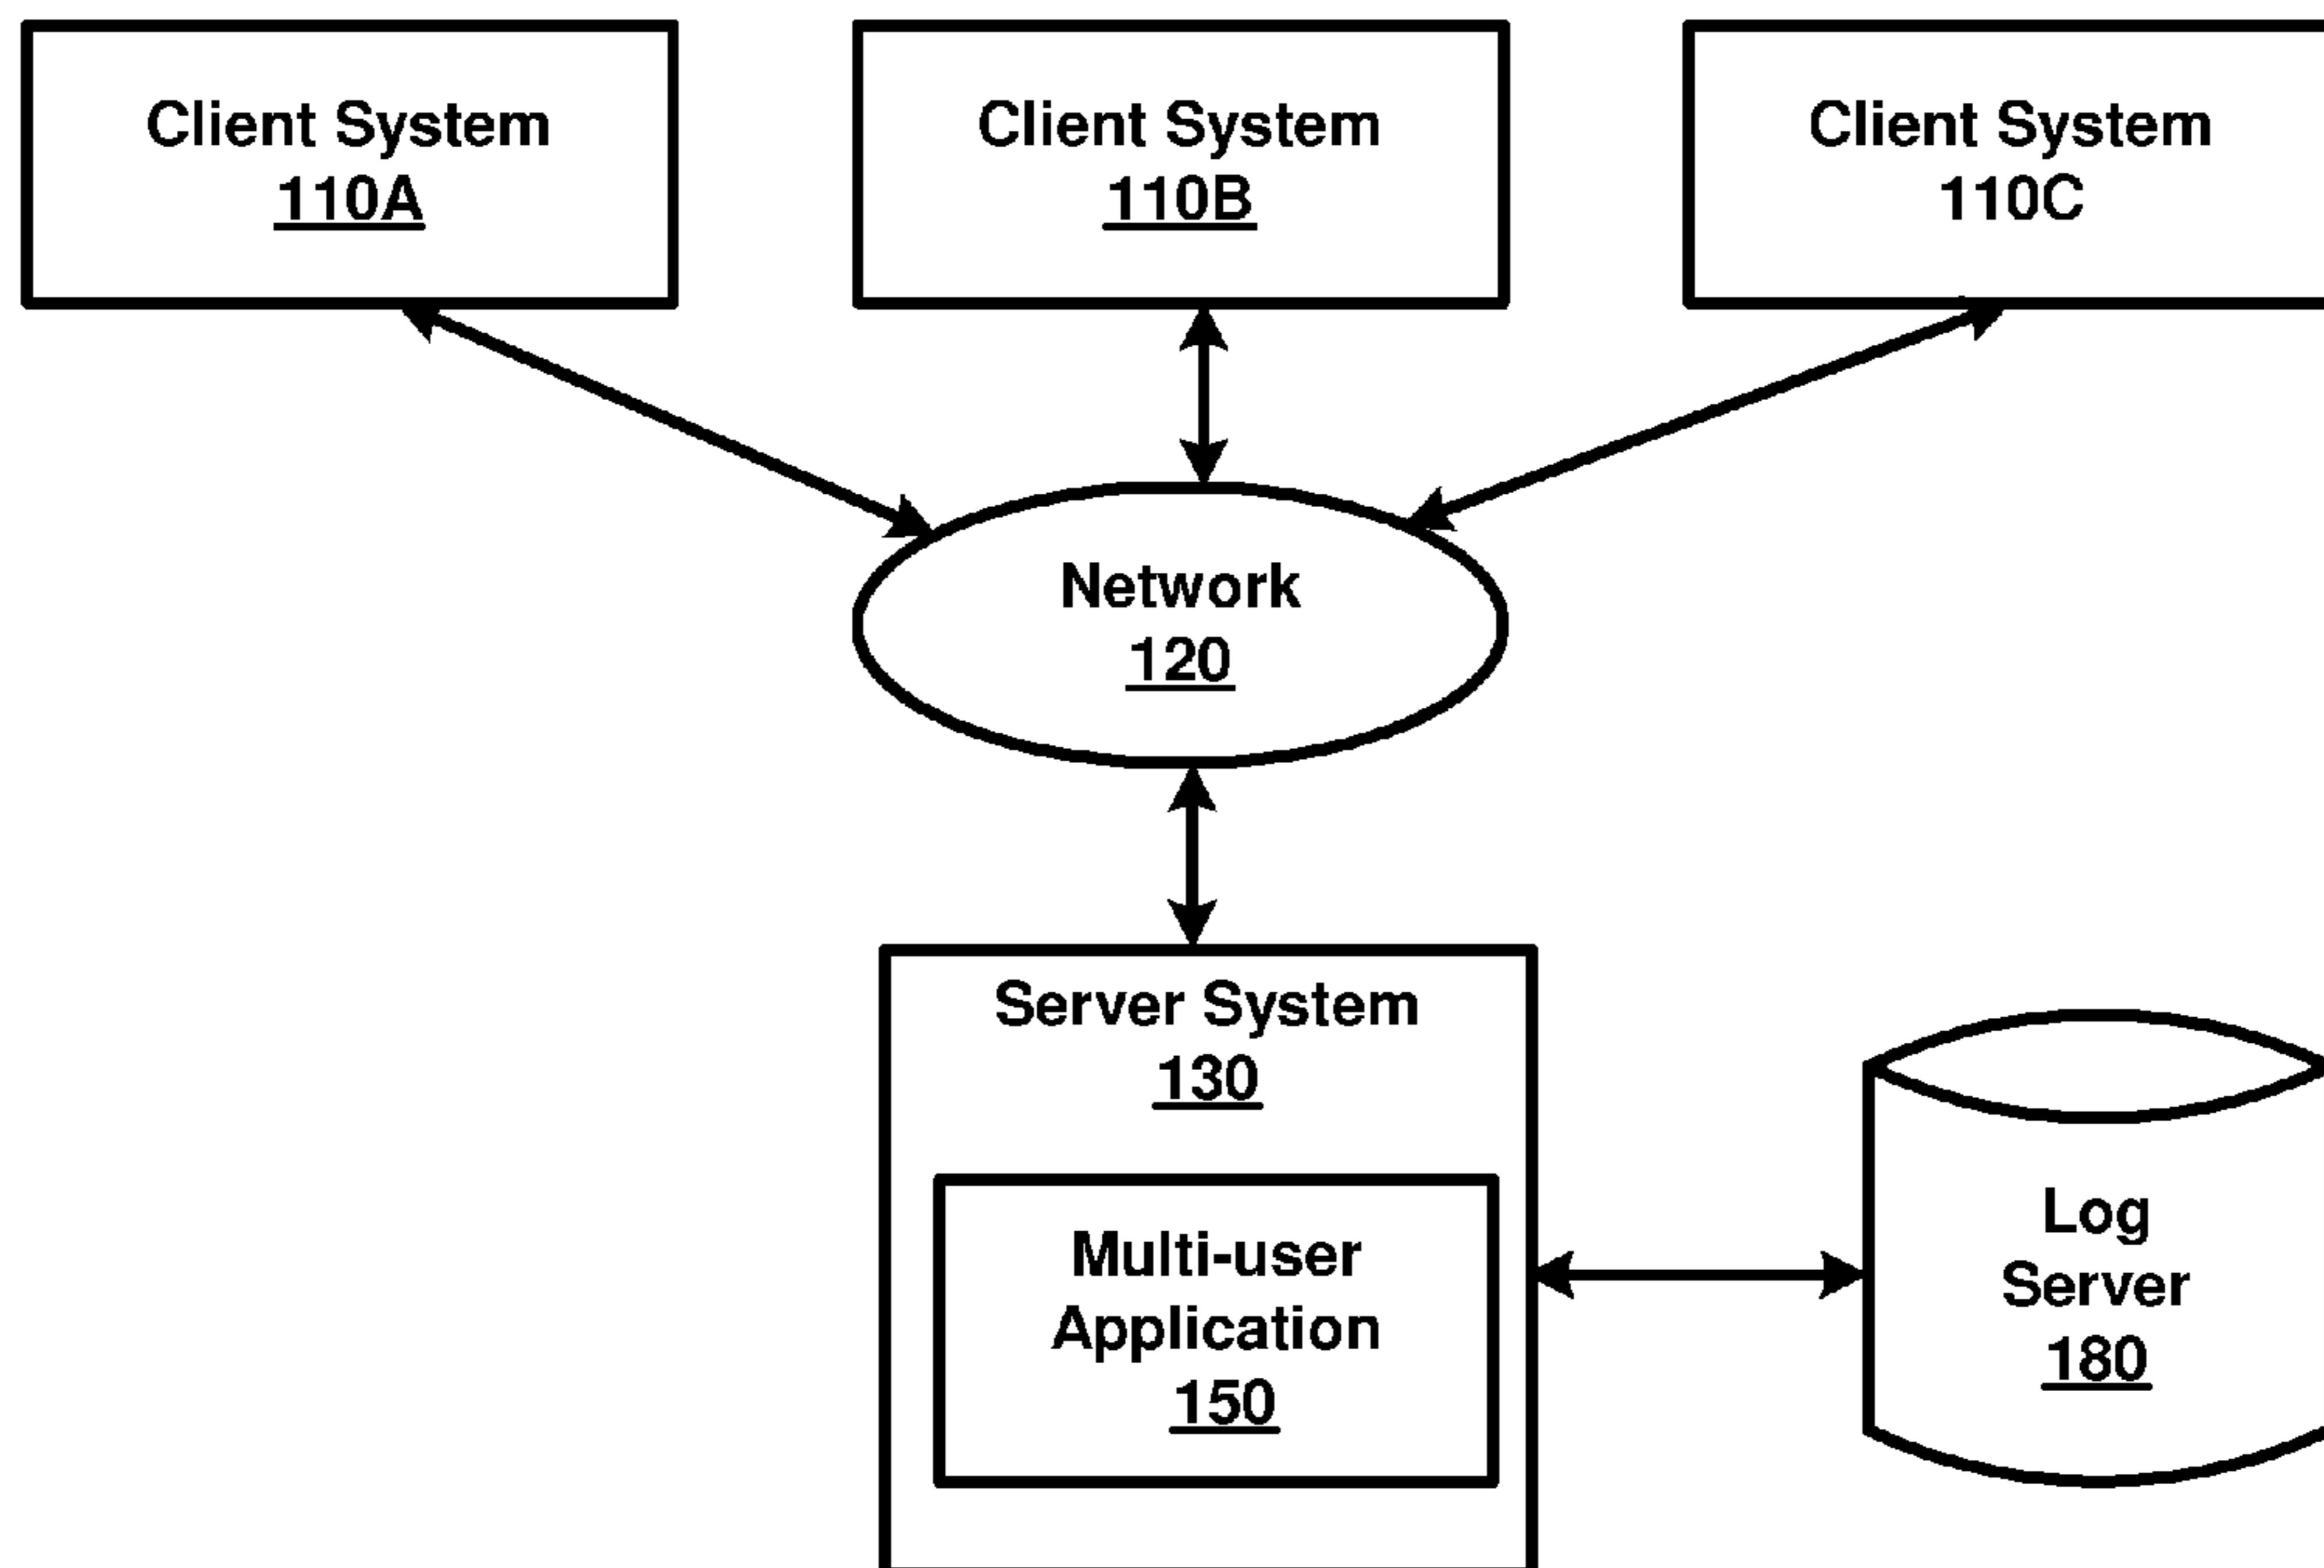 Client System
110A
Client System
110B
Client System
110C
Network
120
Server System
130
Multi-user
Application
150
Log
Server
180